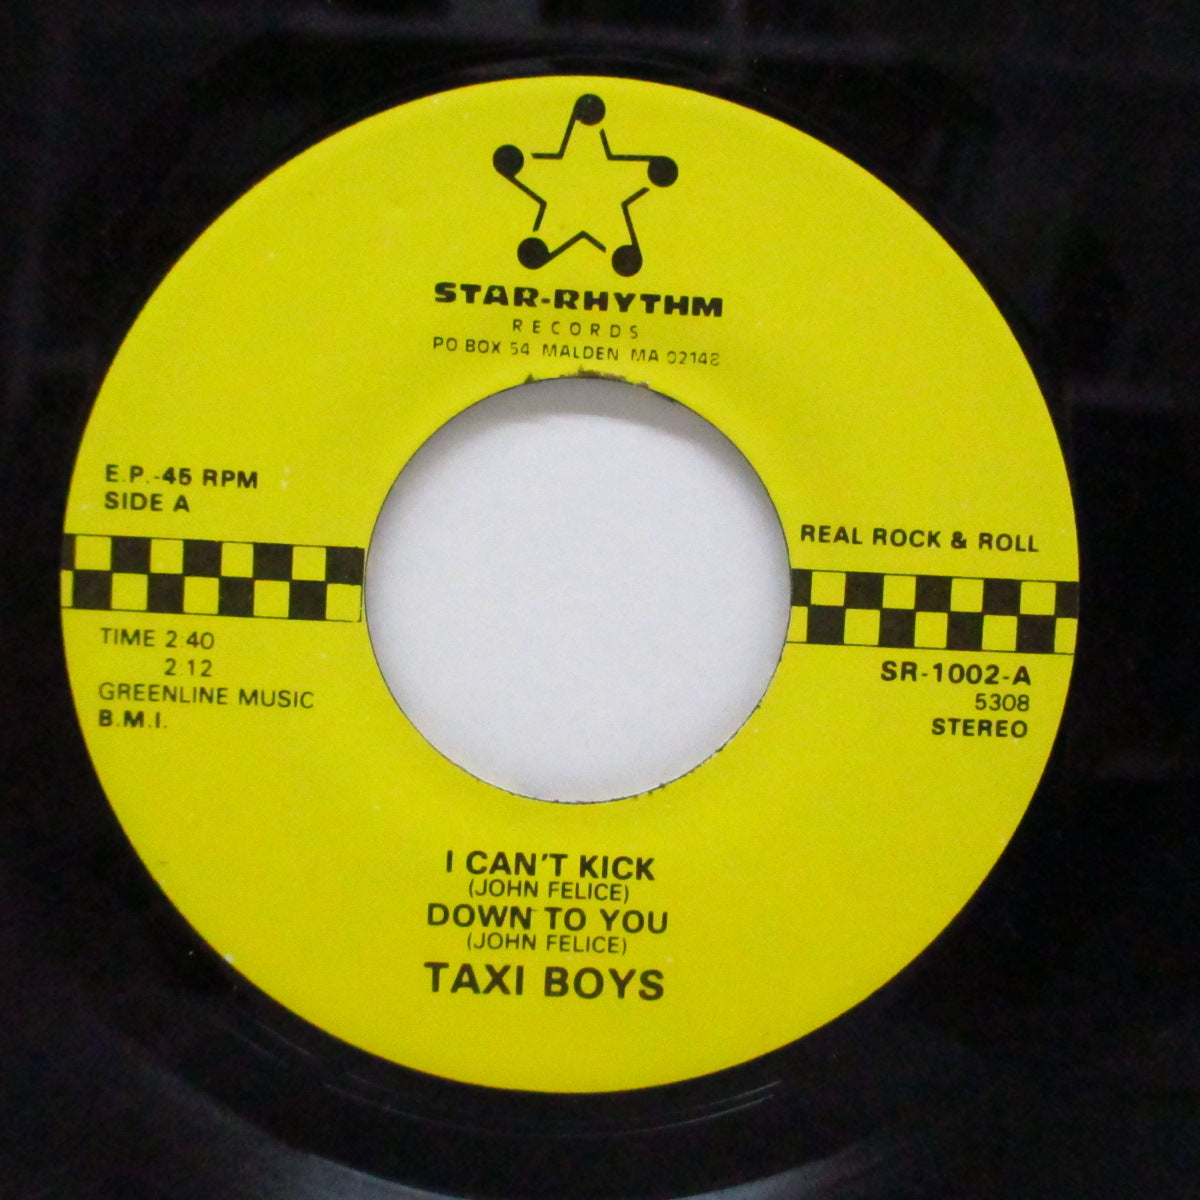 STAR-RHYTHM
RECORDS
PO BOX 54 MALDEN MA 02148
E.P.-45 RPM
SIDE A
REAL ROCK & ROLL
TIME 2:40
2:12
GREENLINE MUSIC
B.M.I.
SR-1002-A
5308
STEREO
I CAN'T KICK
(JOHN FELICE)
DOWN TO YOU
(JOHN FELICE)
TAXI BOYS